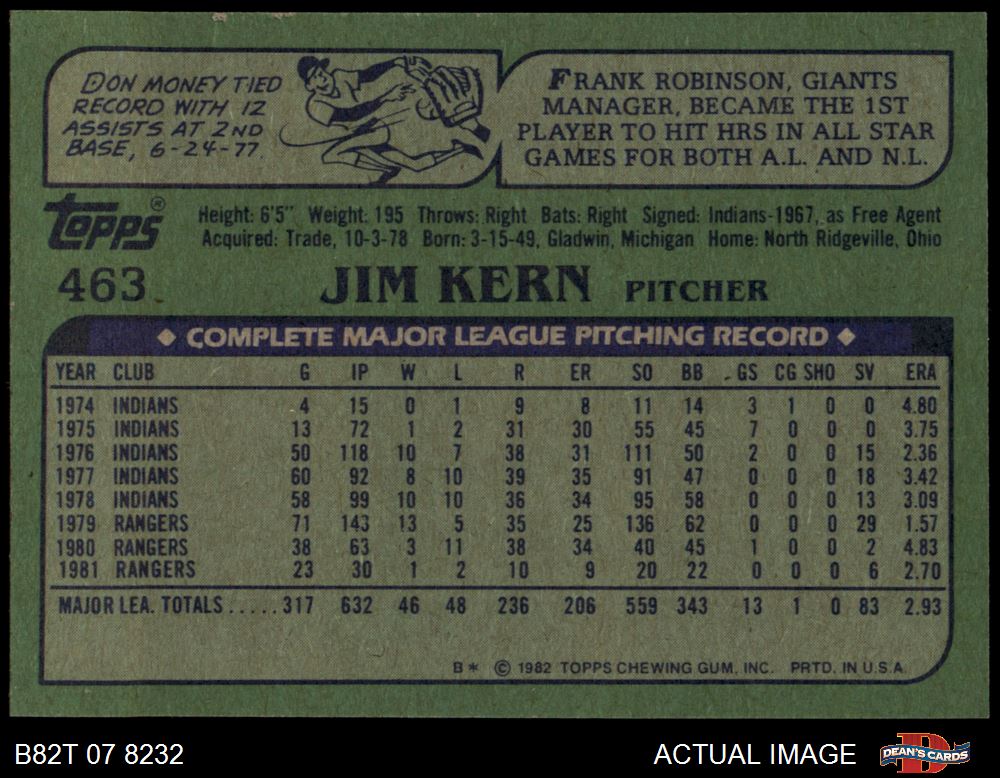 DON MONEY TIED
RECORD WITH 12
ASSISTS AT 2ND
BASE, 6-24-77.
FRANK ROBINSON, GIANTS
MANAGER, BECAME THE 1ST
PLAYER TO HIT HRS IN ALL STAR
GAMES FOR BOTH A.L. AND N.L.
TOPPS®
Height: 6'5" Weight: 195 Throws: Right Bats: Right Signed: Indians-1967, as Free Agent
Acquired: Trade, 10-3-78 Born: 3-15-49, Gladwin, Michigan Home: North Ridgeville, Ohio
463 JIM KERN PITCHER
◆ COMPLETE MAJOR LEAGUE PITCHING RECORD ◆
YEAR CLUB G IP W L R ER SO BB GS CG SHO SV ERA
1974 INDIANS 4 15 0 1 9 8 11 14 3 1 0 0 4.80
1975 INDIANS 13 72 1 2 31 30 55 45 7 0 0 0 3.75
1976 INDIANS 50 118 10 7 38 31 111 50 2 0 0 15 2.36
1977 INDIANS 60 92 8 10 39 35 91 47 0 0 0 18 3.42
1978 INDIANS 58 99 10 10 36 34 95 58 0 0 0 13 3.09
1979 RANGERS 71 143 13 5 35 25 136 62 0 0 0 29 1.57
1980 RANGERS 38 63 3 11 38 34 40 45 1 0 0 2 4.83
1981 RANGERS 23 30 1 2 10 9 20 22 0 0 0 6 2.70
MAJOR LEA. TOTALS.....317 632 46 48 236 206 559 343 13 1 0 83 2.93
B* © 1982 TOPPS CHEWING GUM, INC. PRTD. IN U.S.A.
B82T 07 8232
ACTUAL IMAGE
DEAN'S CARDS